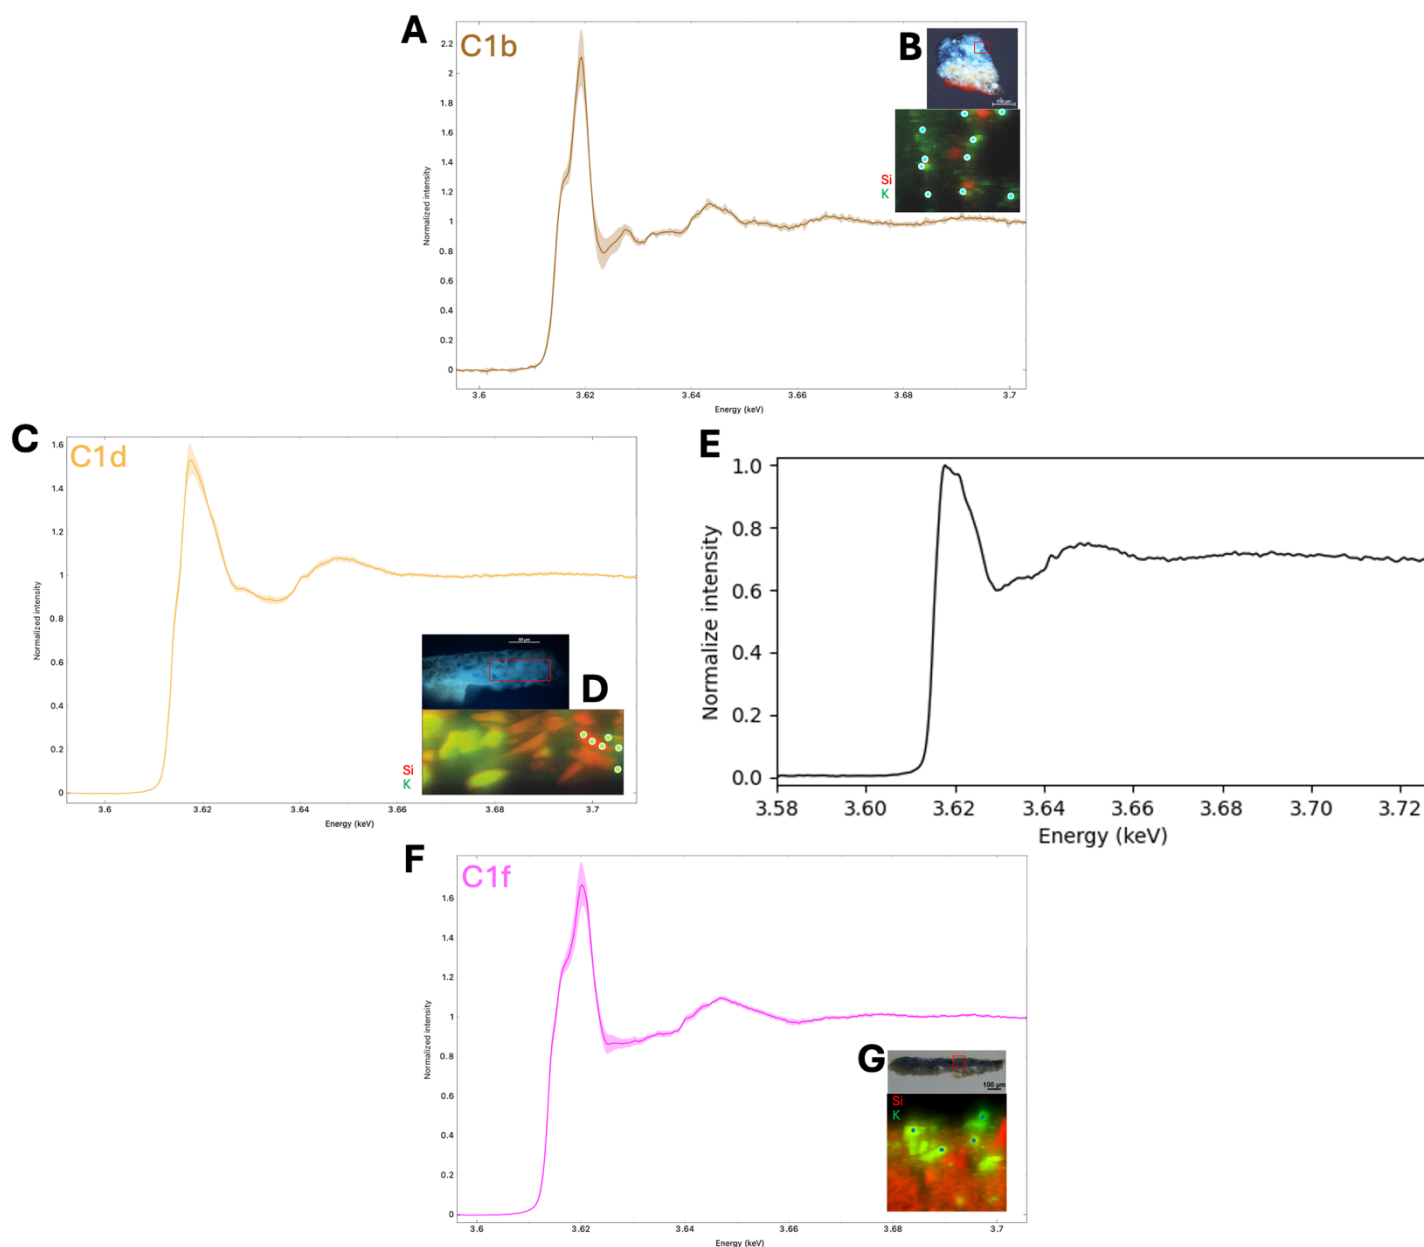 A
C1b
2.2
2
1.8
1.6
1.4
1.2
1
0.8
0.6
0.4
0.2
0
Normalized intensity
3.6
3.62
3.64
3.66
3.68
3.7
Energy (keV)
B
100 µm
Si
K
C
C1d
1.6
1.4
1.2
1
0.8
0.6
0.4
0.2
0
Normalized intensity
3.6
3.62
3.64
3.66
3.68
3.7
Energy (keV)
D
Si
K
E
1.0
0.8
0.6
0.4
0.2
0.0
Normalize intensity
3.58
3.60
3.62
3.64
3.66
3.68
3.70
3.72
Energy (keV)
F
C1f
1.6
1.4
1.2
1
0.8
0.6
0.4
0.2
0
Normalized intensity
3.6
3.62
3.64
3.66
3.68
3.7
Energy (keV)
G
100 µm
Si
K